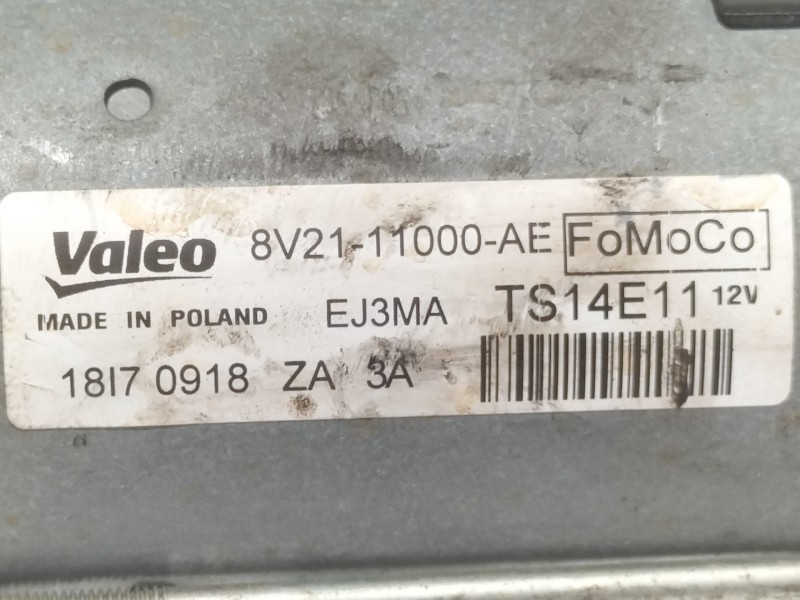 Valeo 8V21-11000-AE FoMoCo
MADE IN POLAND EJ3MA TS14E11 12V
18I7 0918 ZA 3A